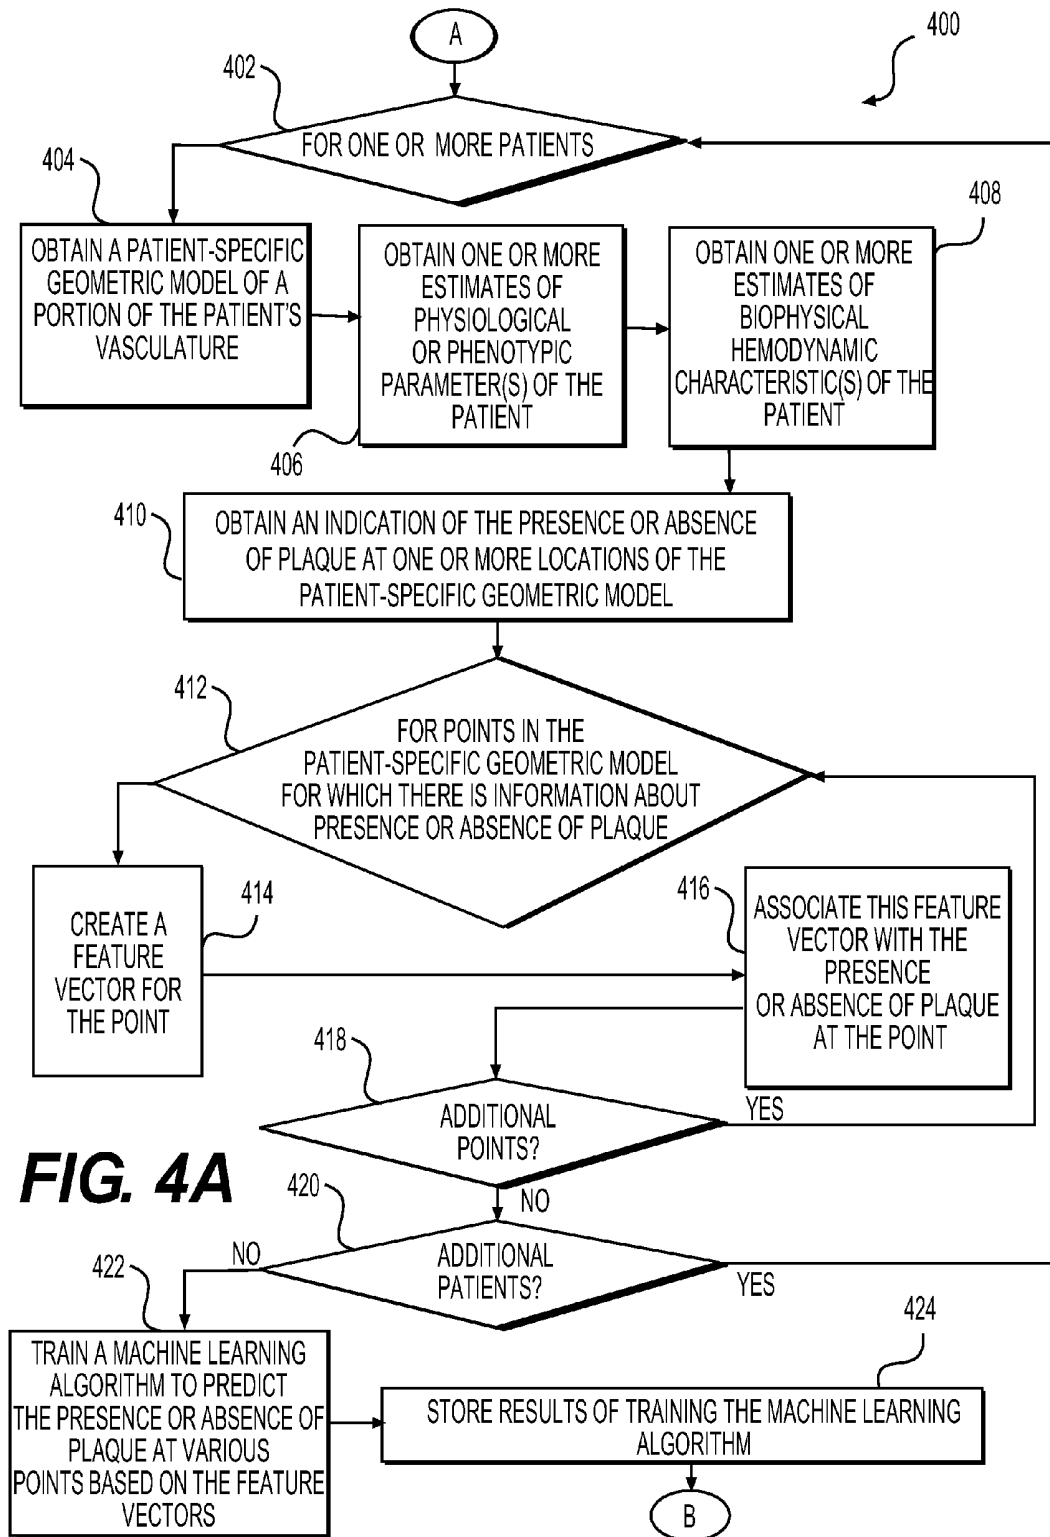 A
400
402
FOR ONE OR MORE PATIENTS
404
OBTAIN A PATIENT-SPECIFIC
GEOMETRIC MODEL OF A
PORTION OF THE PATIENT'S
VASCULATURE
OBTAIN ONE OR MORE
ESTIMATES OF
PHYSIOLOGICAL
OR PHENOTYPIC
PARAMETER(S) OF THE
PATIENT
406
408
OBTAIN ONE OR MORE
ESTIMATES OF
BIOPHYSICAL
HEMODYNAMIC
CHARACTERISTIC(S) OF THE
PATIENT
410
OBTAIN AN INDICATION OF THE PRESENCE OR ABSENCE
OF PLAQUE AT ONE OR MORE LOCATIONS OF THE
PATIENT-SPECIFIC GEOMETRIC MODEL
412
FOR POINTS IN THE
PATIENT-SPECIFIC GEOMETRIC MODEL
FOR WHICH THERE IS INFORMATION ABOUT
PRESENCE OR ABSENCE OF PLAQUE
414
CREATE A
FEATURE
VECTOR FOR
THE POINT
416
ASSOCIATE THIS FEATURE
VECTOR WITH THE
PRESENCE
OR ABSENCE OF PLAQUE
AT THE POINT
418
ADDITIONAL
POINTS?
YES
NO
FIG. 4A
420
ADDITIONAL
PATIENTS?
NO
YES
422
TRAIN A MACHINE LEARNING
ALGORITHM TO PREDICT
THE PRESENCE OR ABSENCE OF
PLAQUE AT VARIOUS
POINTS BASED ON THE FEATURE
VECTORS
424
STORE RESULTS OF TRAINING THE MACHINE LEARNING
ALGORITHM
B